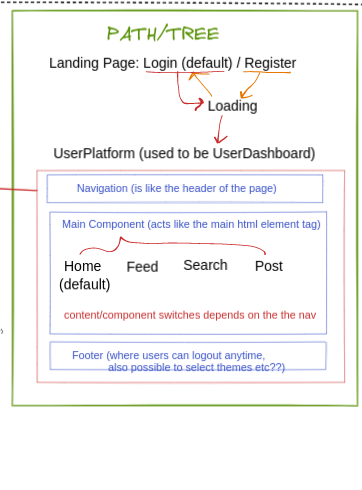 PATH/TREE
Landing Page: Login (default) / Register
Loading
UserPlatform (used to be UserDashboard)
Navigation (is like the header of the page)
Main Component (acts like the main html element tag)
Home Feed Search Post
(default)
content/component switches depends on the the nav
Footer (where users can logout anytime,
also possible to select themes etc??)